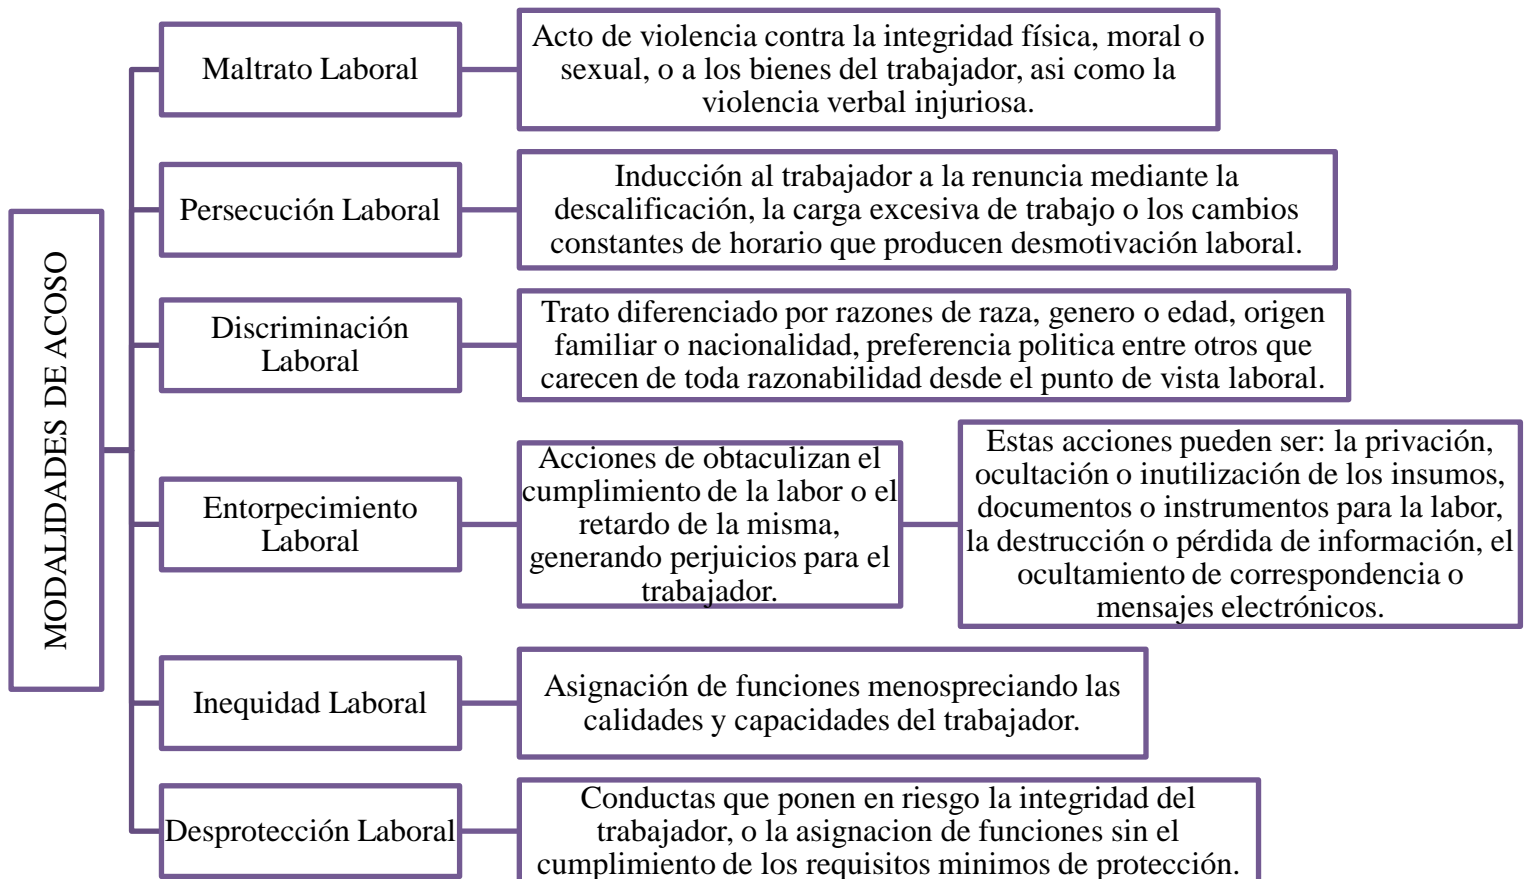 MODALIDADES DE ACOSO
Maltrato Laboral
Acto de violencia contra la integridad física, moral o
sexual, o a los bienes del trabajador, asi como la
violencia verbal injuriosa.
Persecución Laboral
Inducción al trabajador a la renuncia mediante la
descalificación, la carga excesiva de trabajo o los cambios
constantes de horario que producen desmotivación laboral.
Discriminación
Laboral
Trato diferenciado por razones de raza, genero o edad, origen
familiar o nacionalidad, preferencia politica entre otros que
carecen de toda razonabilidad desde el punto de vista laboral.
Entorpecimiento
Laboral
Acciones de obtaculizan el
cumplimiento de la labor o el
retardo de la misma,
generando perjuicios para el
trabajador.
Estas acciones pueden ser: la privación,
ocultación o inutilización de los insumos,
documentos o instrumentos para la labor,
la destrucción o pérdida de información, el
ocultamiento de correspondencia o
mensajes electrónicos.
Inequidad Laboral
Asignación de funciones menospreciando las
calidades y capacidades del trabajador.
Desprotección Laboral
Conductas que ponen en riesgo la integridad del
trabajador, o la asignacion de funciones sin el
cumplimiento de los requisitos minimos de protección.